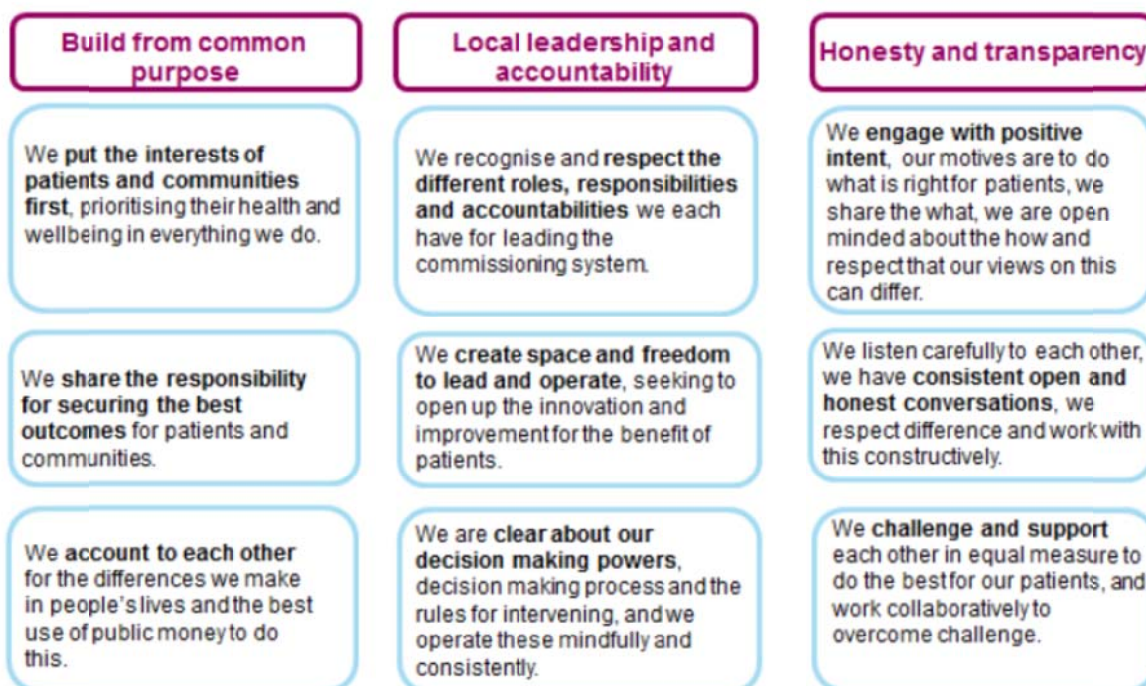 Build from common
purpose
We put the interests of
patients and communities
first, prioritising their health and
wellbeing in everything we do.
We share the responsibility
for securing the best
outcomes for patients and
communities.
We account to each other
for the differences we make
in people's lives and the best
use of public money to do
this.
Local leadership and
accountability
We recognise and respect the
different roles, responsibilities
and accountabilities we each
have for leading the
commissioning system.
We create space and freedom
to lead and operate, seeking to
open up the innovation and
improvement for the benefit of
patients.
We are clear about our
decision making powers,
decision making process and the
rules for intervening, and we
operate these mindfully and
consistently.
Honesty and transparency
We engage with positive
intent, our motives are to do
what is right for patients, we
share the what, we are open
minded about the how and
respect that our views on this
can differ.
We listen carefully to each other,
we have consistent open and
honest conversations, we
respect difference and work with
this constructively.
We challenge and support
each other in equal measure to
do the best for our patients, and
work collaboratively to
overcome challenge.